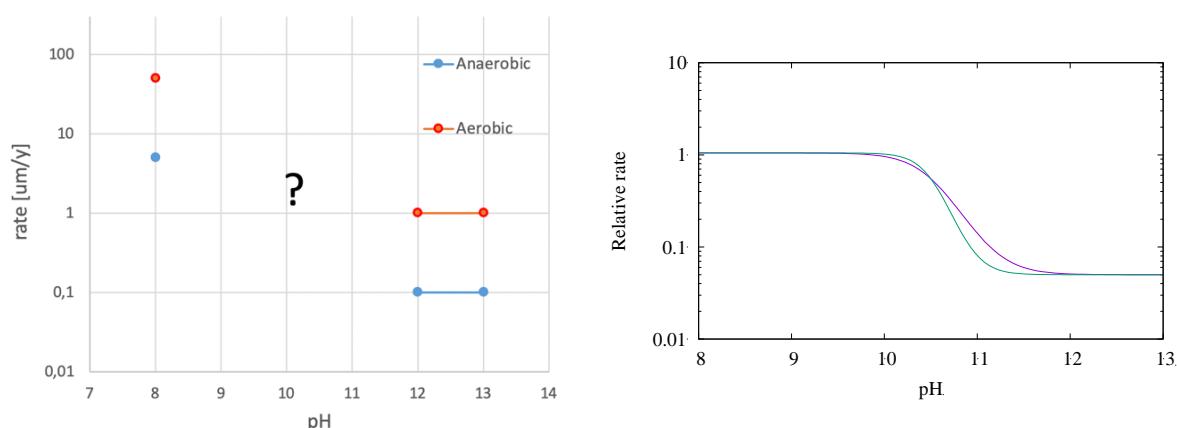 100
10
1
0,1
0,01
rate [um/y]
7 8 9 10 11 12 13 14
pH
Anaerobic
Aerobic
?
10
1
0.1
0.01
Relative rate
8 9 10 11 12 13
pH